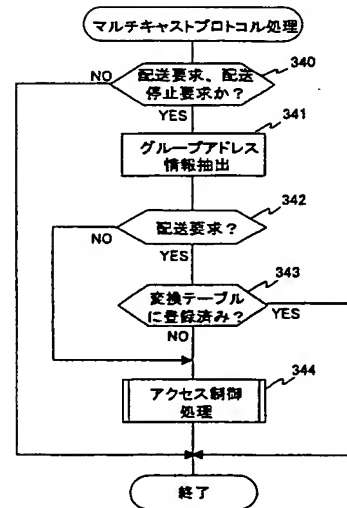 マルチキャストプロトコル処理
340
NO
配送要求、配送
停止要求か？
YES
341
グループアドレス
情報抽出
342
NO
配送要求？
YES
343
変換テーブル
に登録済み？
YES
NO
344
アクセス制御
処理
終了